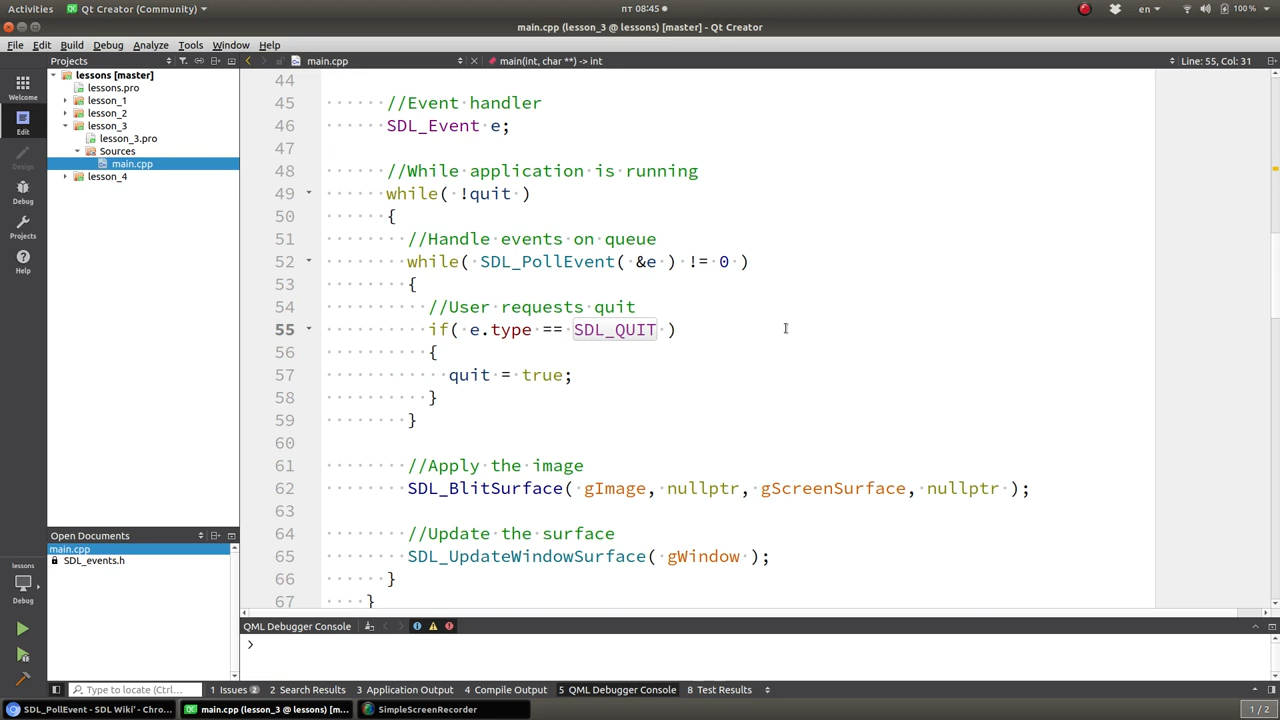 Activities Qt Creator (Community) пт 08:45 en 100 %
main.cpp (lesson_3 @ lessons) [master] - Qt Creator
File Edit Build Debug Analyze Tools Window Help
Projects main.cpp main(int, char **) -> int Line: 55, Col: 31
Welcome
Edit
Design
Debug
Projects
Help
lessons [master]
lessons.pro
lesson_1
lesson_2
lesson_3
lesson_3.pro
Sources
main.cpp
lesson_4
44
45 //Event handler
46 SDL_Event e;
47
48 //While application is running
49 while( !quit )
50 {
51 //Handle events on queue
52 while( SDL_PollEvent( &e ) != 0 )
53 {
54 //User requests quit
55 if( e.type == SDL_QUIT )
56 {
57 quit = true;
58 }
59 }
60
61 //Apply the image
62 SDL_BlitSurface( gImage, nullptr, gScreenSurface, nullptr );
63
64 //Update the surface
65 SDL_UpdateWindowSurface( gWindow );
66 }
67 }
Open Documents
main.cpp
SDL_events.h
lessons
Debug
QML Debugger Console
>
Type to locate (... 1 Issues 2 2 Search Results 3 Application Output 4 Compile Output 5 QML Debugger Console 8 Test Results
SDL_PollEvent - SDL Wiki' - Chro... main.cpp (lesson_3 @ lessons) [m... SimpleScreenRecorder 1 / 2